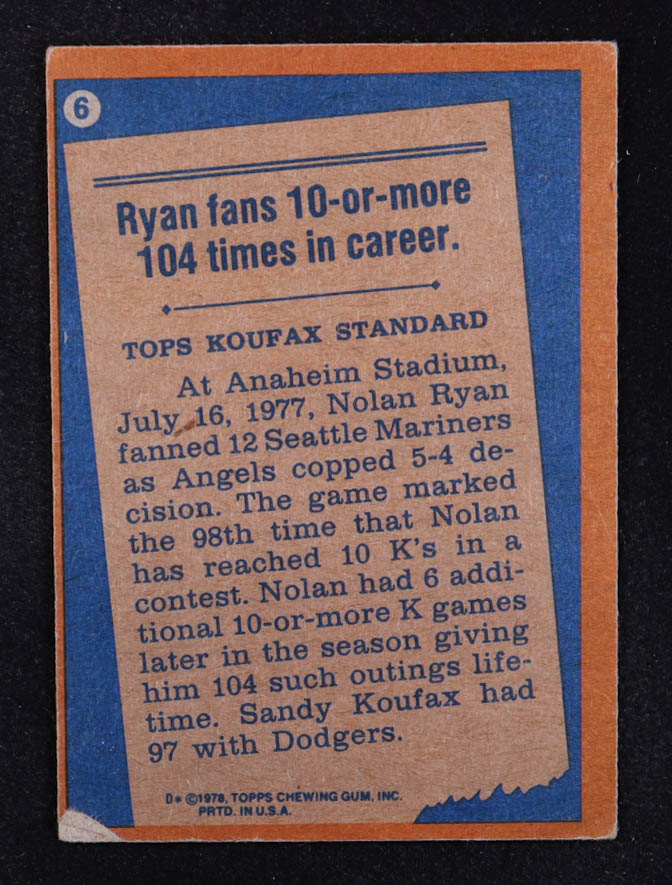 6
Ryan fans 10-or-more
104 times in career.
TOPS KOUFAX STANDARD
At Anaheim Stadium,
July 16, 1977, Nolan Ryan
fanned 12 Seattle Mariners
as Angels copped 5-4 de-
cision. The game marked
the 98th time that Nolan
has reached 10 K's in a
contest. Nolan had 6 addi-
tional 10-or-more K games
later in the season giving
him 104 such outings life-
time. Sandy Koufax had
97 with Dodgers.
D* ©1978, TOPPS CHEWING GUM, INC.
PRTD. IN U.S.A.